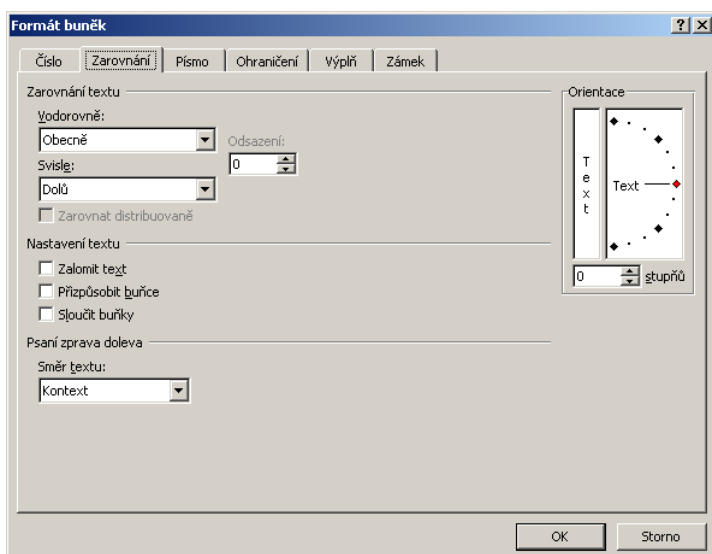 Formát buněk
Číslo Zarovnání Písmo Ohraničení Výplň Zámek
Zarovnání textu
Vodorovně:
Obecně
Odsazení:
Svisle:
0
Dolů
Zarovnat distribuovaně
Nastavení textu
Zalomit text
Přizpůsobit buňce
Sloučit buňky
Psaní zprava doleva
Směr textu:
Kontext
Orientace
Text
Text
0 stupňů
OK Storno